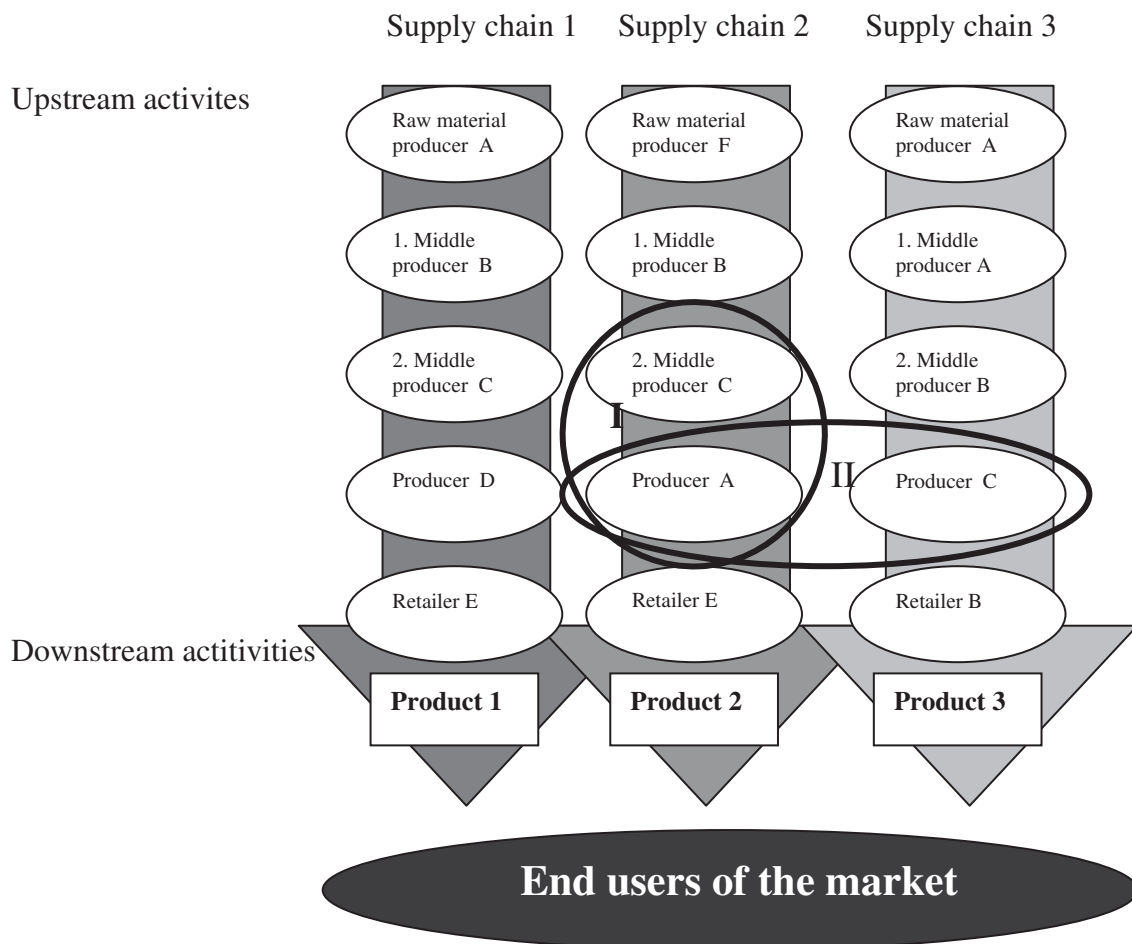 Supply chain 1
Supply chain 2
Supply chain 3
Upstream activites
Raw material
producer A
Raw material
producer F
Raw material
producer A
1. Middle
producer B
1. Middle
producer B
1. Middle
producer A
2. Middle
producer C
2. Middle
producer C
2. Middle
producer B
I
Producer D
Producer A
II
Producer C
Retailer E
Retailer E
Retailer B
Downstream actitivities
Product 1
Product 2
Product 3
End users of the market